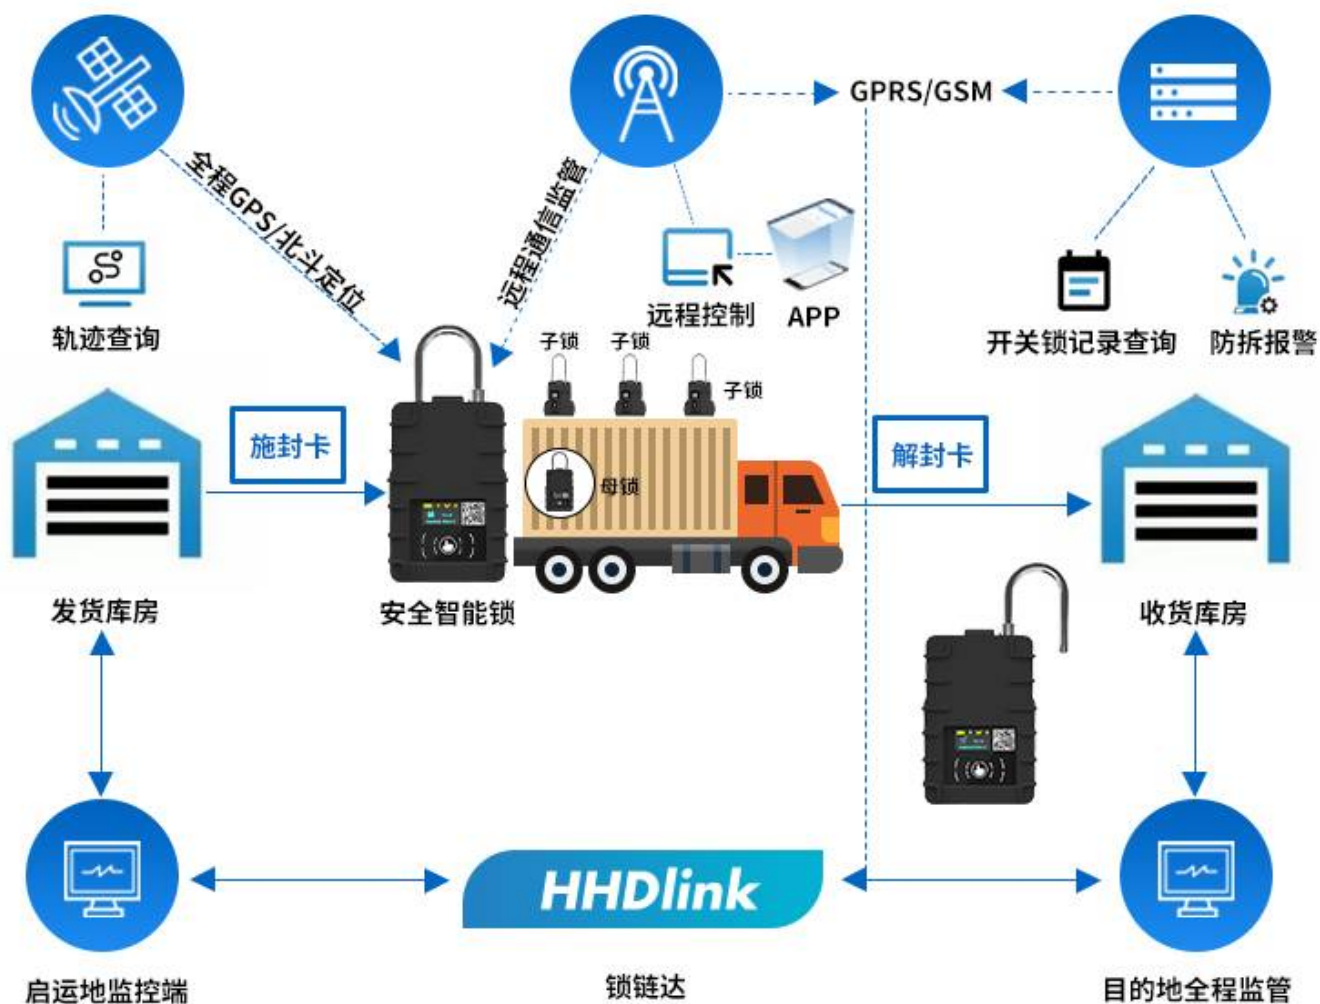 GPRS/GSM
全程GPS/北斗定位
远程通信监管
轨迹查询
远程控制
APP
开关锁记录查询
防拆报警
子锁
子锁
子锁
施封卡
母锁
解封卡
发货库房
安全智能锁
收货库房
HHDlink
启运地监控端
锁链达
目的地全程监管